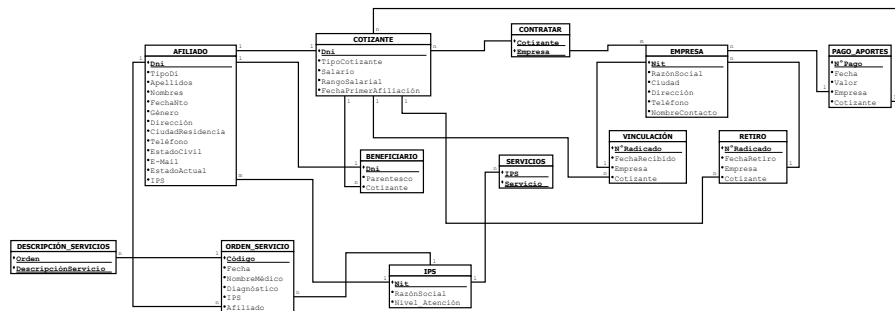 AFILIADO
Dni
TipoDi
Apellidos
Nombres
FechaNto
Género
Dirección
CiudadResidencia
Teléfono
EstadoCivil
E-Mail
EstadoActual
IPS
COTIZANTE
Dni
TipoCotizante
Salario
RangoSalarial
FechaPrimerAfiliación
CONTRATAR
Cotizante
Empresa
EMPRESA
Nit
RazónSocial
Ciudad
Dirección
Teléfono
NombreContacto
PAGO_APORTES
N°Pago
Fecha
Valor
Empresa
Cotizante
BENEFICIARIO
Dni
Parentesco
Cotizante
SERVICIOS
IPS
Servicio
VINCULACIÓN
N°Radicado
FechaRecibido
Empresa
Cotizante
RETIRO
N°Radicado
FechaRetiro
Empresa
Cotizante
DESCRIPCIÓN_SERVICIOS
Orden
DescripciónServicio
ORDEN_SERVICIO
Código
Fecha
NombreMédico
Diagnóstico
IPS
Afiliado
IPS
Nit
RazónSocial
Nivel_Atención